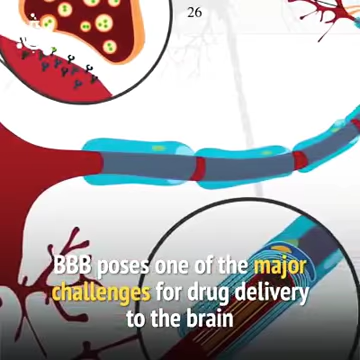 26
BBB poses one of the major
challenges for drug delivery
to the brain